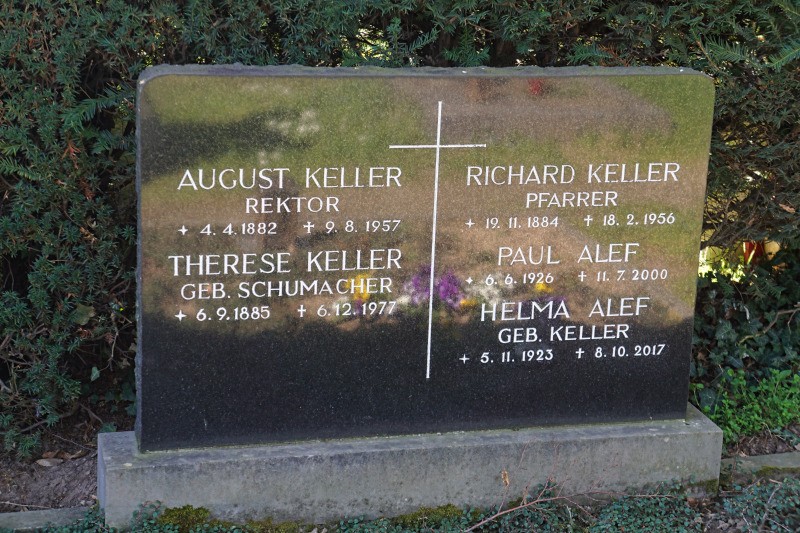 AUGUST KELLER
REKTOR
* 4. 4. 1882 † 9. 8. 1957
THERESE KELLER
GEB. SCHUMACHER
* 6. 9. 1885 † 6. 12. 1977
RICHARD KELLER
PFARRER
* 19. 11. 1884 † 18. 2. 1956
PAUL ALEF
* 6. 6. 1926 † 11. 7. 2000
HELMA ALEF
GEB. KELLER
* 5. 11. 1923 † 8. 10. 2017